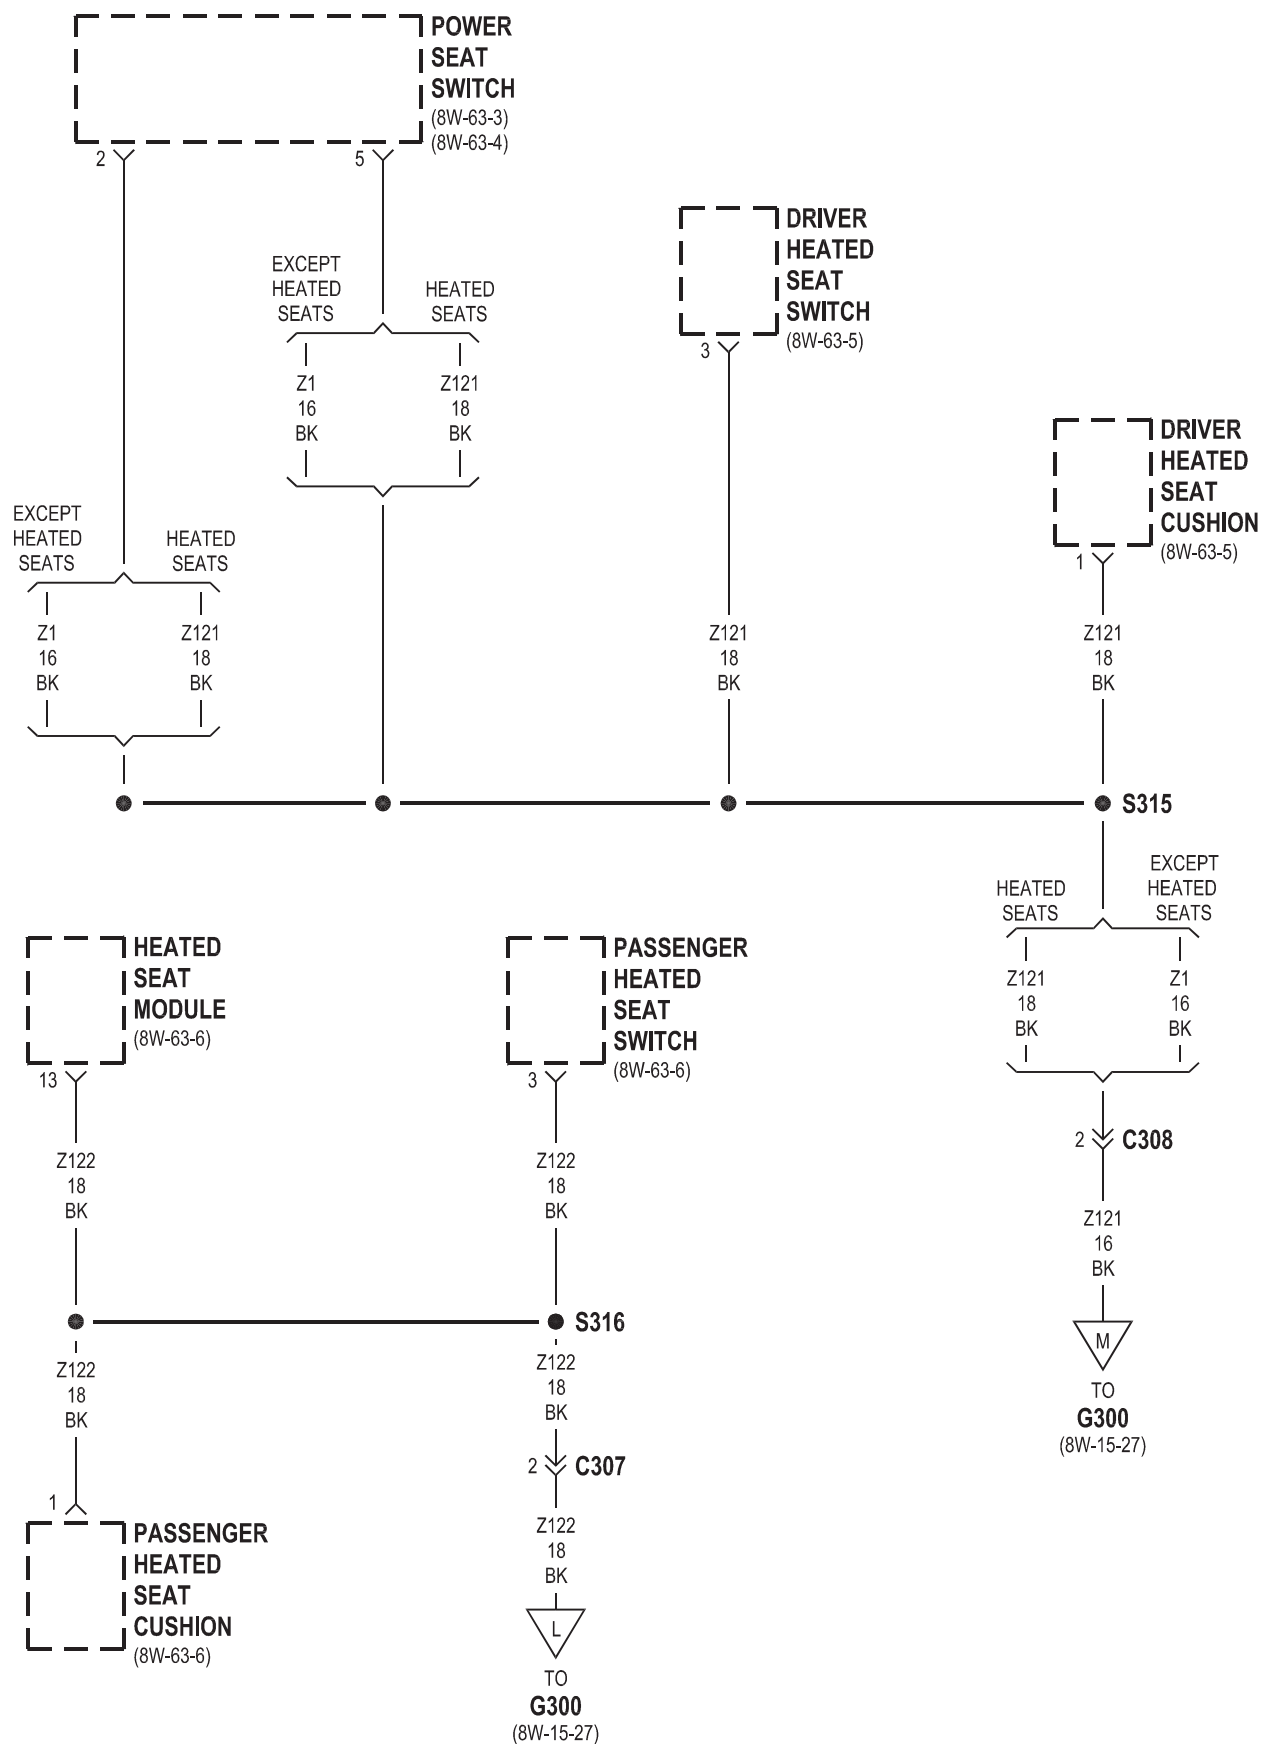 POWER
SEAT
SWITCH
(8W-63-3)
(8W-63-4)
2
5
EXCEPT
HEATED
SEATS
HEATED
SEATS
Z1
16
BK
Z121
18
BK
DRIVER
HEATED
SEAT
SWITCH
(8W-63-5)
3
DRIVER
HEATED
SEAT
CUSHION
(8W-63-5)
1
EXCEPT
HEATED
SEATS
HEATED
SEATS
Z1
16
BK
Z121
18
BK
Z121
18
BK
Z121
18
BK
S315
HEATED
SEATS
EXCEPT
HEATED
SEATS
Z121
18
BK
Z1
16
BK
2
C308
Z121
16
BK
M
TO
G300
(8W-15-27)
HEATED
SEAT
MODULE
(8W-63-6)
13
PASSENGER
HEATED
SEAT
SWITCH
(8W-63-6)
3
Z122
18
BK
Z122
18
BK
S316
Z122
18
BK
Z122
18
BK
2
C307
1
PASSENGER
HEATED
SEAT
CUSHION
(8W-63-6)
Z122
18
BK
L
TO
G300
(8W-15-27)